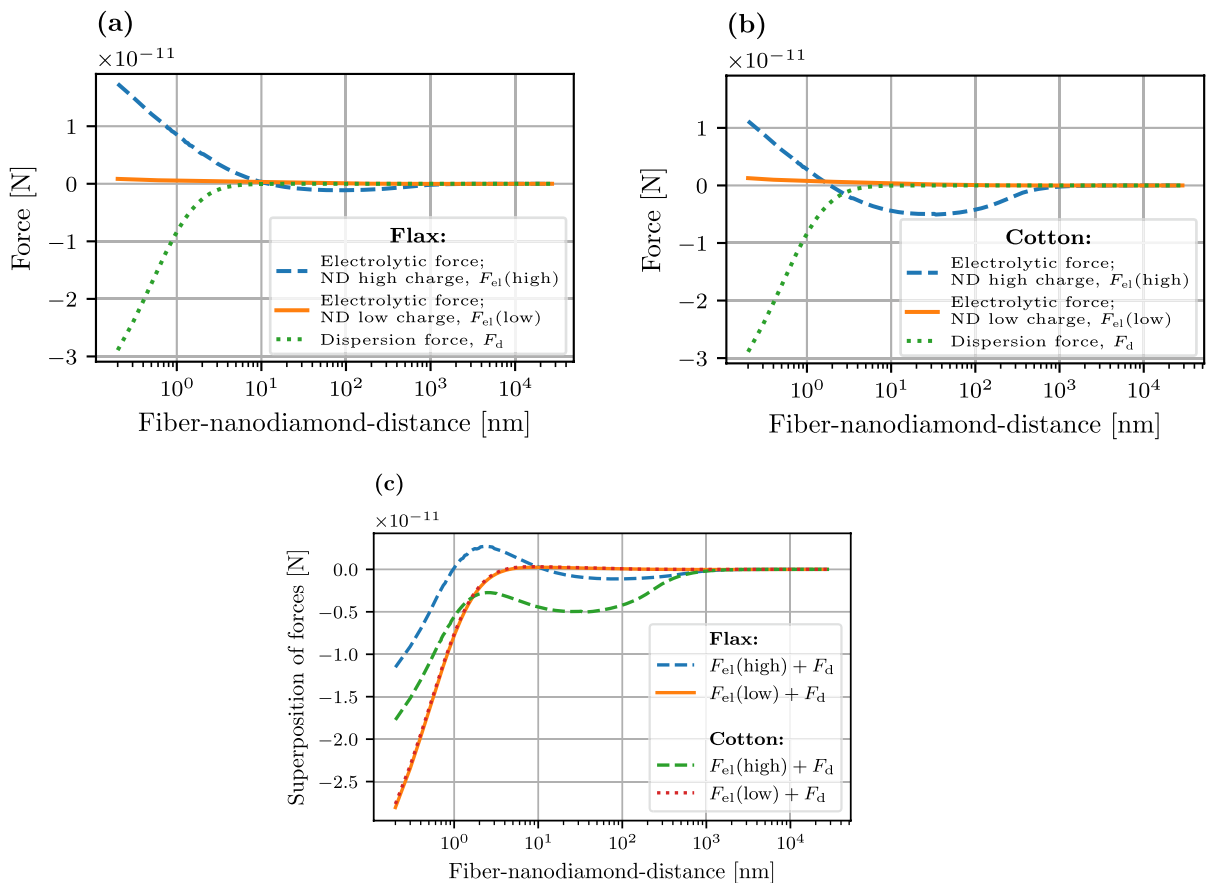 (a)
×10⁻¹¹
1
0
−1
−2
−3
Force [N]
Flax:
Electrolytic force;
ND high charge, F_el(high)
Electrolytic force;
ND low charge, F_el(low)
Dispersion force, F_d
10⁰ 10¹ 10² 10³ 10⁴
Fiber-nanodiamond-distance [nm]
(b)
×10⁻¹¹
1
0
−1
−2
−3
Force [N]
Cotton:
Electrolytic force;
ND high charge, F_el(high)
Electrolytic force;
ND low charge, F_el(low)
Dispersion force, F_d
10⁰ 10¹ 10² 10³ 10⁴
Fiber-nanodiamond-distance [nm]
(c)
×10⁻¹¹
0.0
−0.5
−1.0
−1.5
−2.0
−2.5
Superposition of forces [N]
Flax:
F_el(high) + F_d
F_el(low) + F_d
Cotton:
F_el(high) + F_d
F_el(low) + F_d
10⁰ 10¹ 10² 10³ 10⁴
Fiber-nanodiamond-distance [nm]